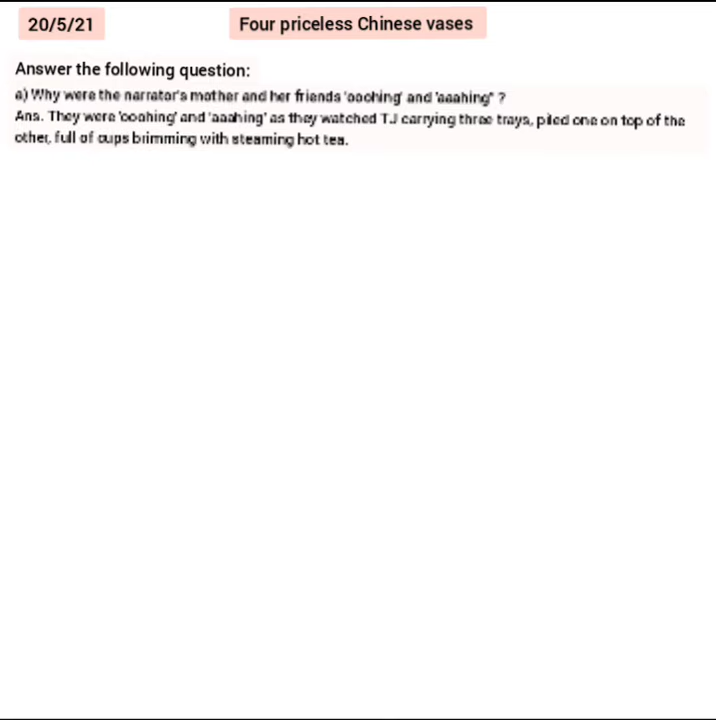 20/5/21
Four priceless Chinese vases
Answer the following question:
a) Why were the narrator's mother and her friends 'ooohing' and 'aaahing" ?
Ans. They were 'ooohing' and 'aaahing' as they watched TJ carrying three trays, piled one on top of the
other, full of cups brimming with steaming hot tea.